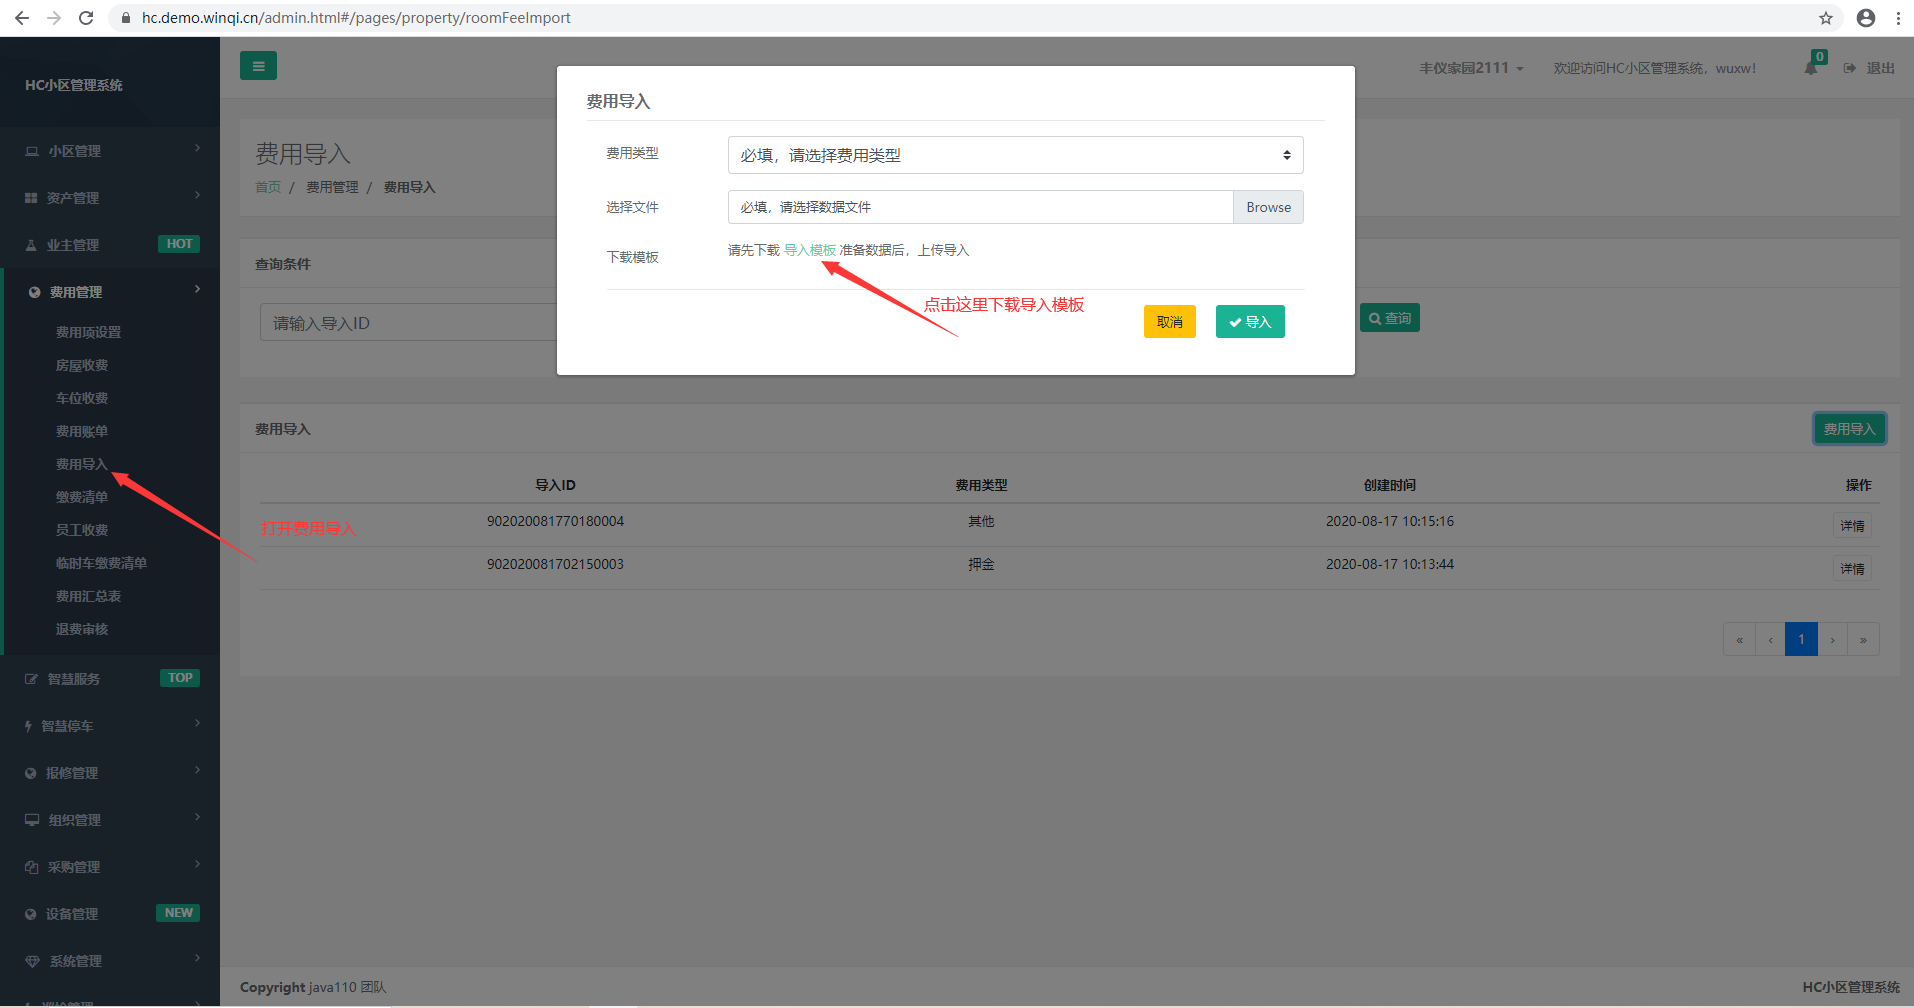 hc.demo.winqi.cn/admin.html#/pages/property/roomFeeImport
HC小区管理系统
小区管理
资产管理
业主管理 HOT
费用管理
费用项设置
房屋收费
车位收费
费用账单
费用导入
缴费清单
员工收费
临时车缴费清单
费用汇总表
退费审核
智慧服务 TOP
智慧停车
报修管理
组织管理
采购管理
设备管理 NEW
系统管理
丰仪家园2111
欢迎访问HC小区管理系统，wuxw！
0
退出
费用导入
首页 / 费用管理 / 费用导入
查询条件
请输入导入ID
查询
费用导入
费用类型
必填，请选择费用类型
选择文件
必填，请选择数据文件
Browse
下载模板
请先下载 导入模板 准备数据后，上传导入
点击这里下载导入模板
取消
导入
费用导入
费用导入
导入ID 费用类型 创建时间 操作
902020081770180004 其他 2020-08-17 10:15:16 详情
打开费用导入
902020081702150003 押金 2020-08-17 10:13:44 详情
« ‹ 1 › »
Copyright java110 团队
HC小区管理系统